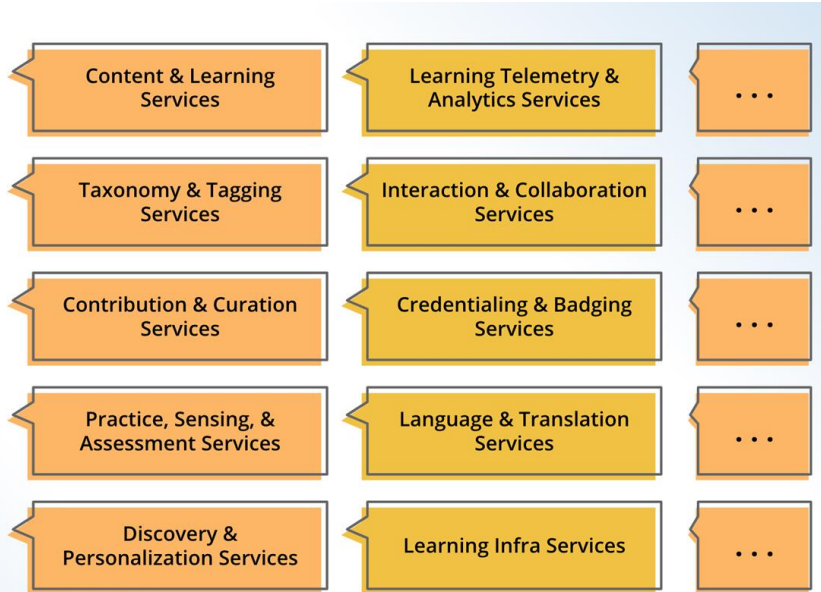 Content & Learning
Services
Learning Telemetry &
Analytics Services
...
Taxonomy & Tagging
Services
Interaction & Collaboration
Services
...
Contribution & Curation
Services
Credentialing & Badging
Services
...
Practice, Sensing, &
Assessment Services
Language & Translation
Services
...
Discovery &
Personalization Services
Learning Infra Services
...